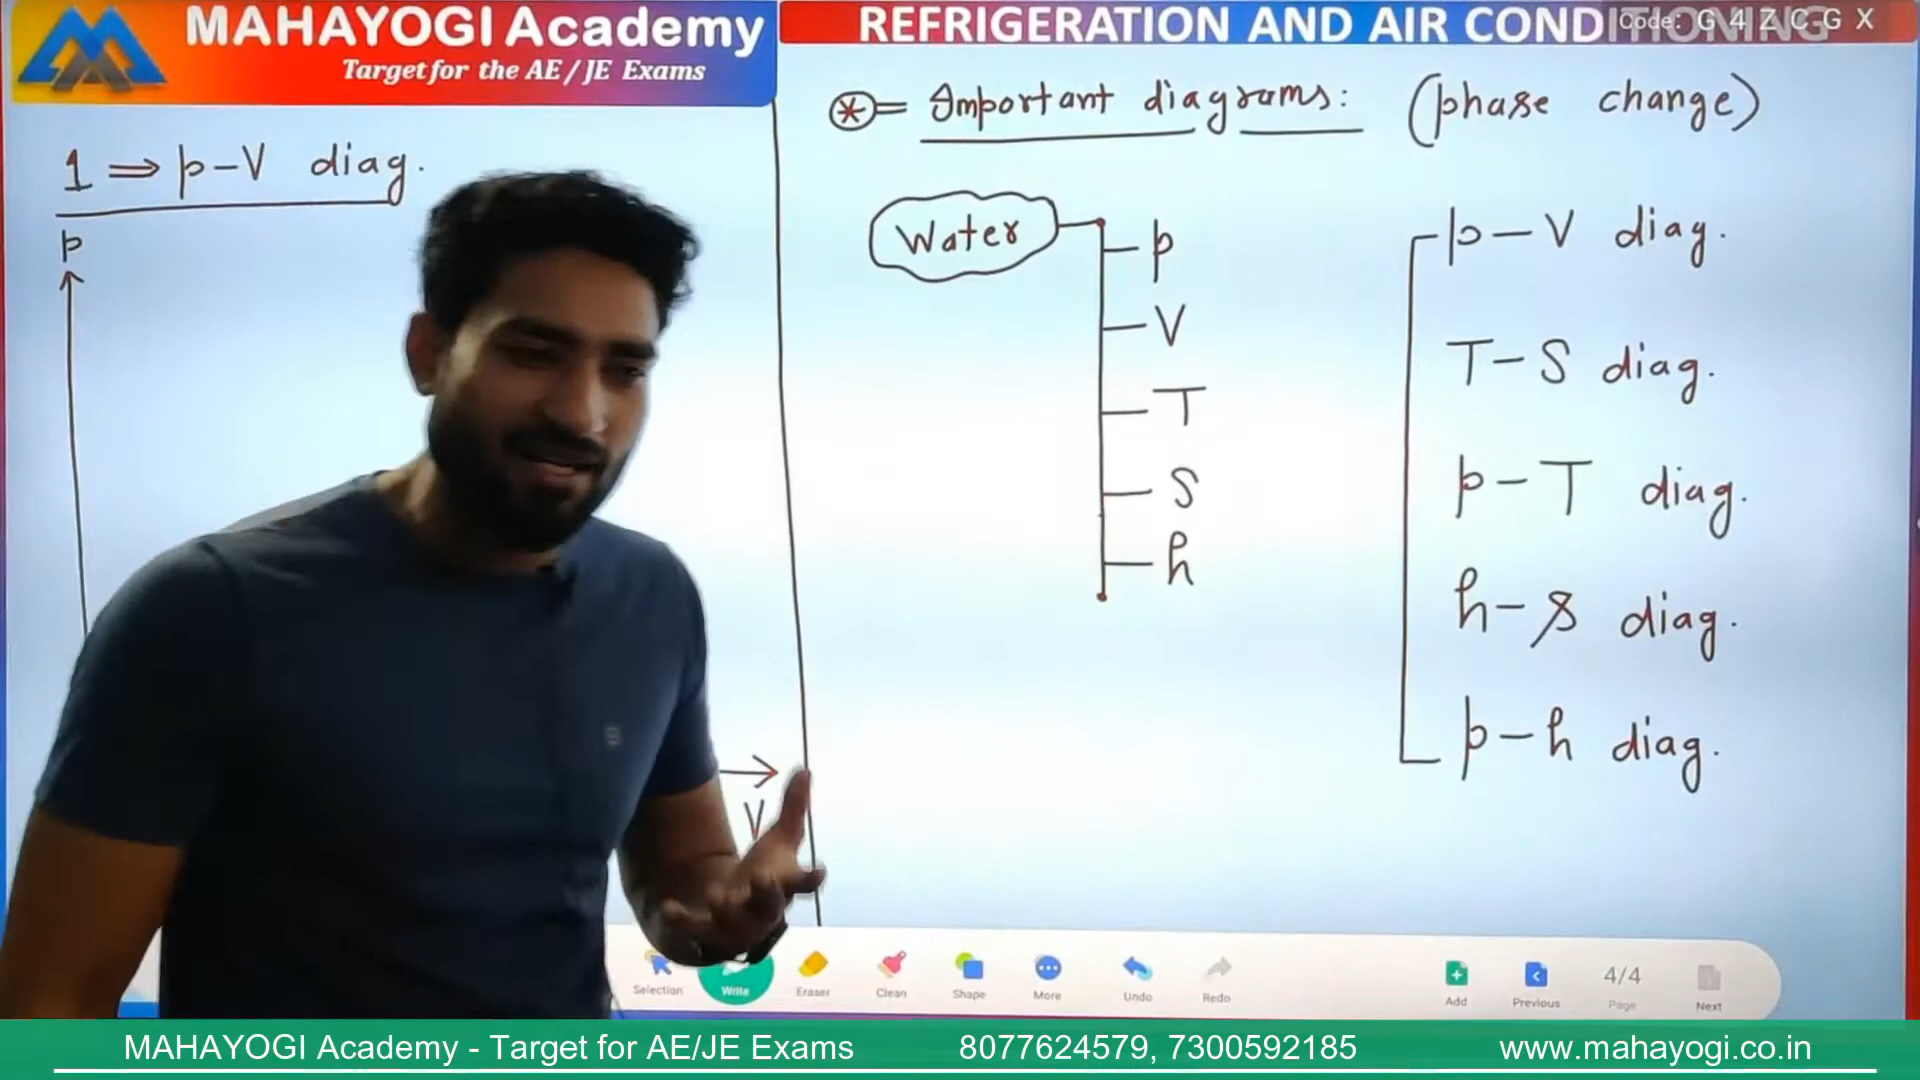 MAHAYOGI Academy
Target for the AE / JE Exams
REFRIGERATION AND AIR CONDITIONING
Code: G 4 Z C G X
1 ⇒ p-V diag.
p
V
* = Important diagrams: (phase change)
Water
p
V
T
S
h
p-V diag.
T-S diag.
p-T diag.
h-s diag.
p-h diag.
Selection
Write
Eraser
Clean
Shape
More
Undo
Redo
Add
Previous
4/4
Page
Next
MAHAYOGI Academy - Target for AE/JE Exams 8077624579, 7300592185 www.mahayogi.co.in